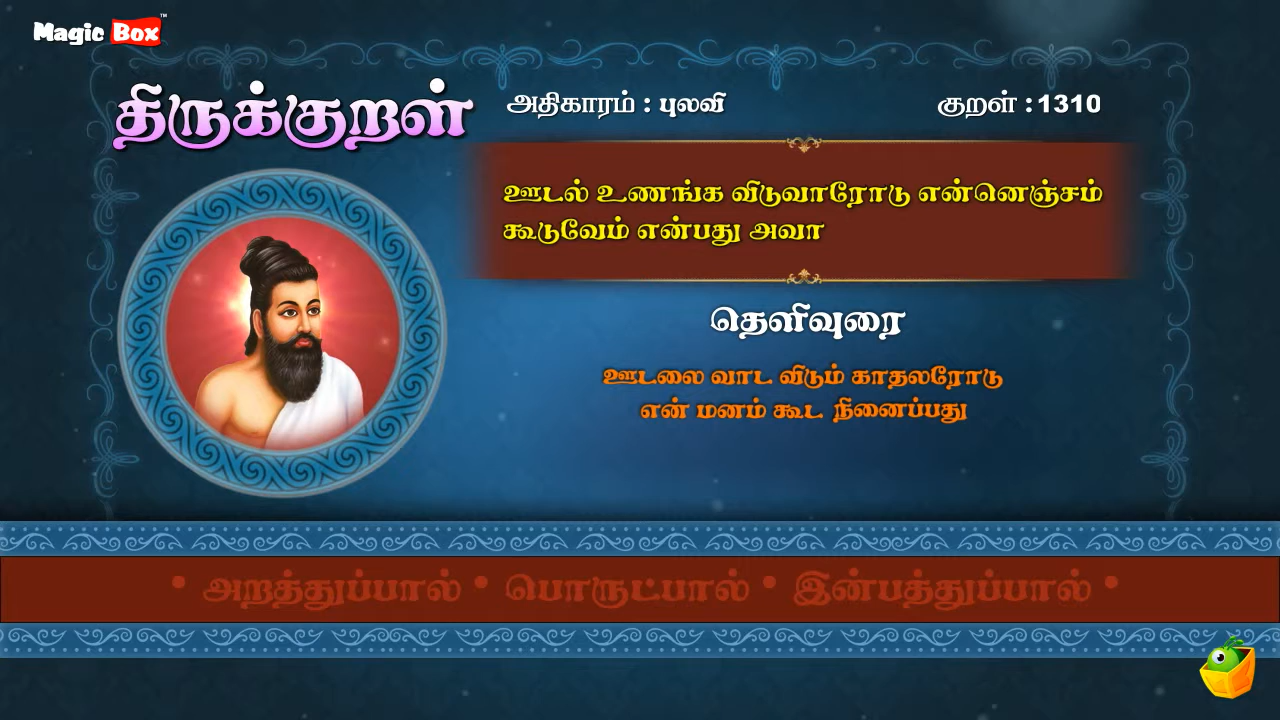 Magic Box™
திருக்குறள்
அதிகாரம் : புலவி
குறள் : 1310
ஊடல் உணங்க விடுவாரோடு என்னெஞ்சம்
கூடுவேம் என்பது அவா
தெளிவுரை
ஊடலை வாட விடும் காதலரோடு
என் மனம் கூட நினைப்பது
• அறத்துப்பால் • பொருட்பால் • இன்பத்துப்பால் •